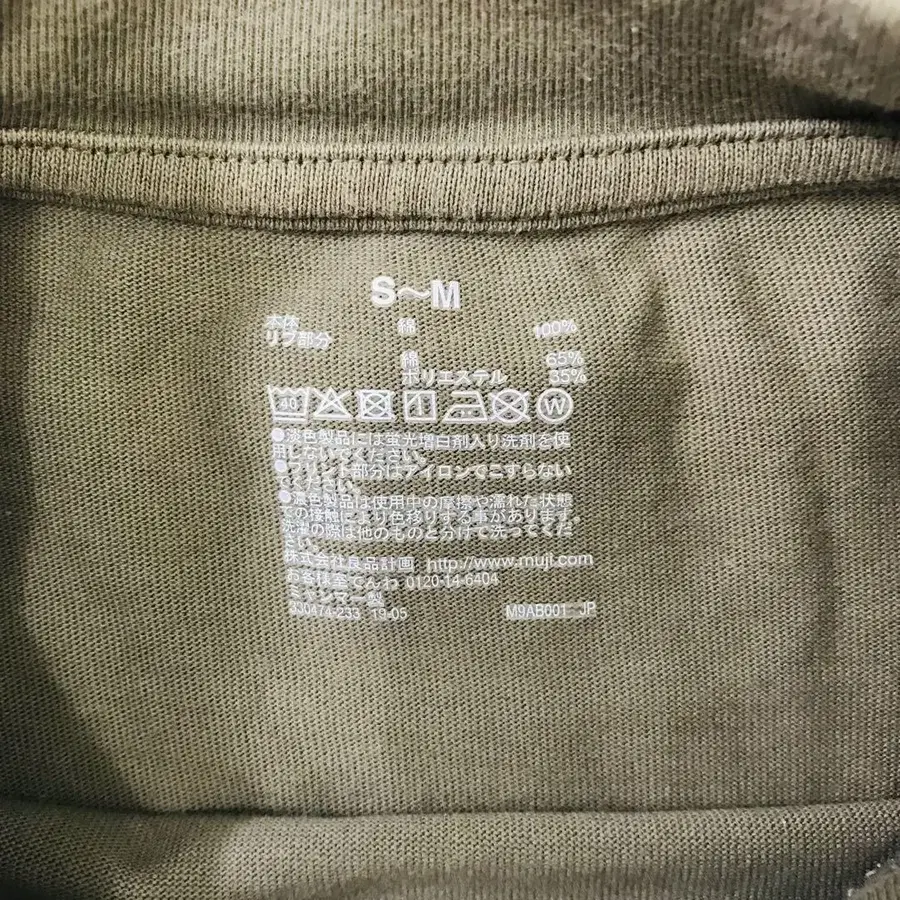 S〜M
本体 綿 100%
リブ部分
綿 65%
ポリエステル 35%
40 W
●淡色製品には蛍光増白剤入り洗剤を使
用しないでください。
●プリント部分はアイロンでこすらない
でください。
●濃色製品は使用中の摩擦や濡れた状態
での接触により色移りする事があります。
洗濯の際は他のものと分けて洗ってくだ
さい。
株式会社良品計画 http://www.muji.com
お客様室でんわ 0120-14-6404
ミャンマー製
330474-233 19-05 M9AB001 JP